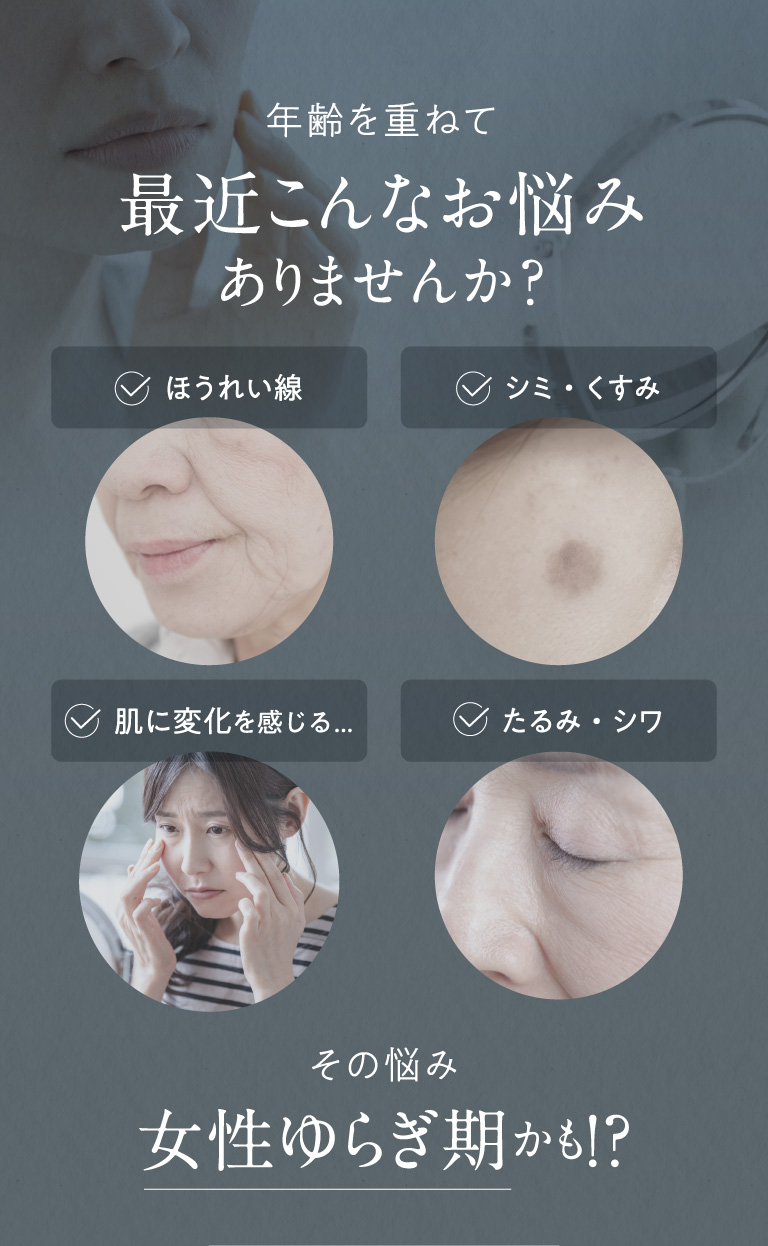 年齢を重ねて
最近こんなお悩み
ありませんか?
ほうれい線
シミ・くすみ
肌に変化を感じる...
たるみ・シワ
その悩み
女性ゆらぎ期かも!?